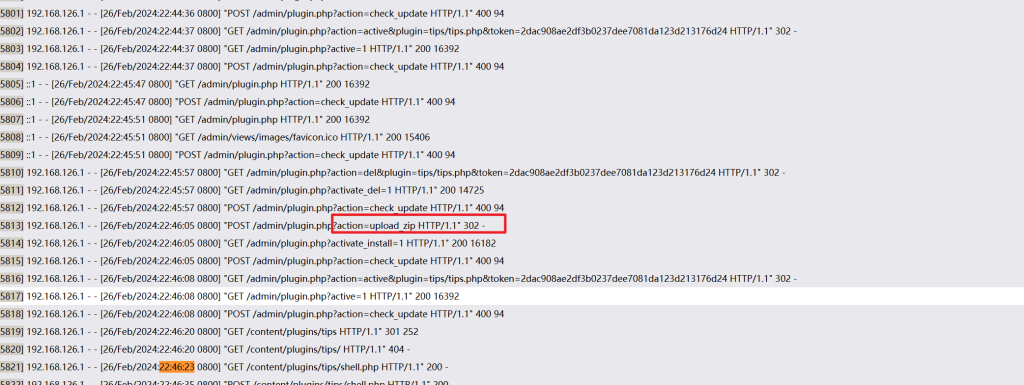 5801] 192.168.126.1 - - [26/Feb/2024:22:44:36 0800] "POST /admin/plugin.php?action=check_update HTTP/1.1" 400 94
5802] 192.168.126.1 - - [26/Feb/2024:22:44:37 0800] "GET /admin/plugin.php?action=active&plugin=tips/tips.php&token=2dac908ae2df3b0237dee7081da123d213176d24 HTTP/1.1" 302 -
5803] 192.168.126.1 - - [26/Feb/2024:22:44:37 0800] "GET /admin/plugin.php?active=1 HTTP/1.1" 200 16392
5804] 192.168.126.1 - - [26/Feb/2024:22:44:37 0800] "POST /admin/plugin.php?action=check_update HTTP/1.1" 400 94
5805] ::1 - - [26/Feb/2024:22:45:47 0800] "GET /admin/plugin.php HTTP/1.1" 200 16392
5806] ::1 - - [26/Feb/2024:22:45:47 0800] "POST /admin/plugin.php?action=check_update HTTP/1.1" 400 94
5807] ::1 - - [26/Feb/2024:22:45:51 0800] "GET /admin/plugin.php HTTP/1.1" 200 16392
5808] ::1 - - [26/Feb/2024:22:45:51 0800] "GET /admin/views/images/favicon.ico HTTP/1.1" 200 15406
5809] ::1 - - [26/Feb/2024:22:45:51 0800] "POST /admin/plugin.php?action=check_update HTTP/1.1" 400 94
5810] 192.168.126.1 - - [26/Feb/2024:22:45:57 0800] "GET /admin/plugin.php?action=del&plugin=tips/tips.php&token=2dac908ae2df3b0237dee7081da123d213176d24 HTTP/1.1" 302 -
5811] 192.168.126.1 - - [26/Feb/2024:22:45:57 0800] "GET /admin/plugin.php?activate_del=1 HTTP/1.1" 200 14725
5812] 192.168.126.1 - - [26/Feb/2024:22:45:57 0800] "POST /admin/plugin.php?action=check_update HTTP/1.1" 400 94
5813] 192.168.126.1 - - [26/Feb/2024:22:46:05 0800] "POST /admin/plugin.php?action=upload_zip HTTP/1.1" 302 -
5814] 192.168.126.1 - - [26/Feb/2024:22:46:05 0800] "GET /admin/plugin.php?activate_install=1 HTTP/1.1" 200 16182
5815] 192.168.126.1 - - [26/Feb/2024:22:46:05 0800] "POST /admin/plugin.php?action=check_update HTTP/1.1" 400 94
5816] 192.168.126.1 - - [26/Feb/2024:22:46:08 0800] "GET /admin/plugin.php?action=active&plugin=tips/tips.php&token=2dac908ae2df3b0237dee7081da123d213176d24 HTTP/1.1" 302 -
5817] 192.168.126.1 - - [26/Feb/2024:22:46:08 0800] "GET /admin/plugin.php?active=1 HTTP/1.1" 200 16392
5818] 192.168.126.1 - - [26/Feb/2024:22:46:08 0800] "POST /admin/plugin.php?action=check_update HTTP/1.1" 400 94
5819] 192.168.126.1 - - [26/Feb/2024:22:46:20 0800] "GET /content/plugins/tips HTTP/1.1" 301 252
5820] 192.168.126.1 - - [26/Feb/2024:22:46:20 0800] "GET /content/plugins/tips/ HTTP/1.1" 404 -
5821] 192.168.126.1 - - [26/Feb/2024:22:46:23 0800] "GET /content/plugins/tips/shell.php HTTP/1.1" 200 -
5822] 192.168.126.1 - - [26/Feb/2024:22:46:35 0800] "POST /content/plugins/tips/shell.php HTTP/1.1" 200